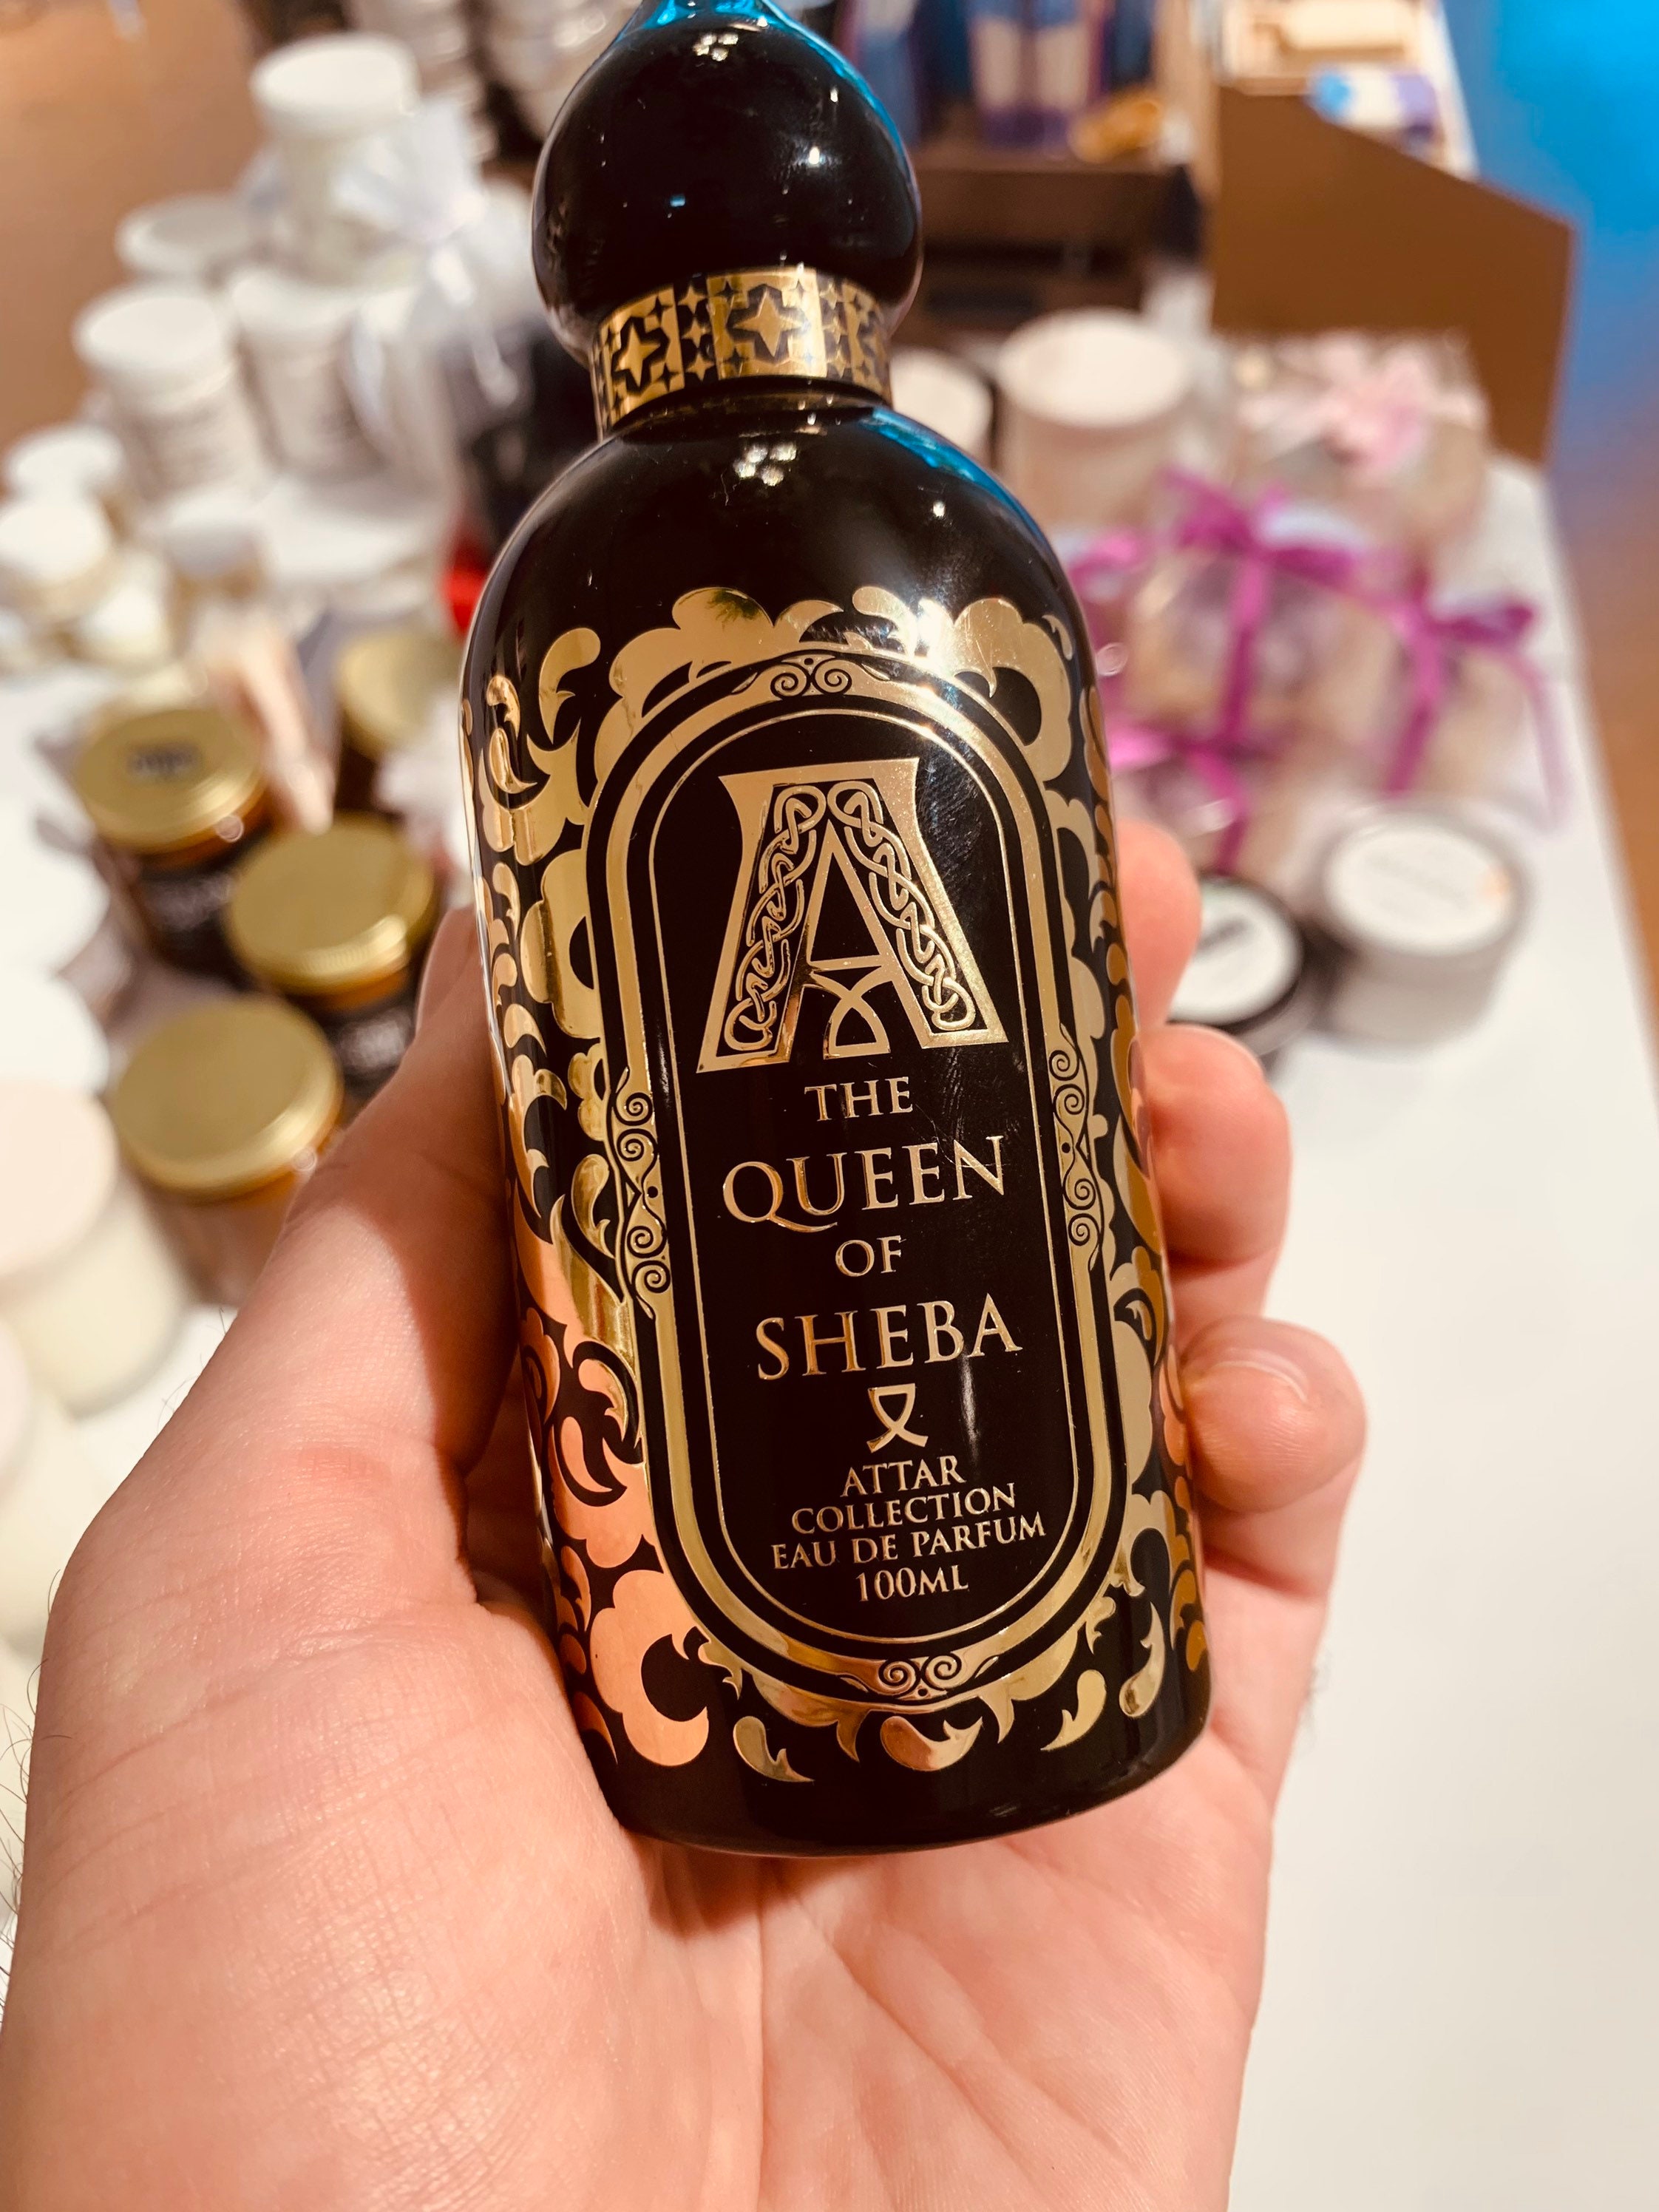 A
THE
QUEEN
OF
SHEBA
ATTAR
COLLECTION
EAU DE PARFUM
100ML